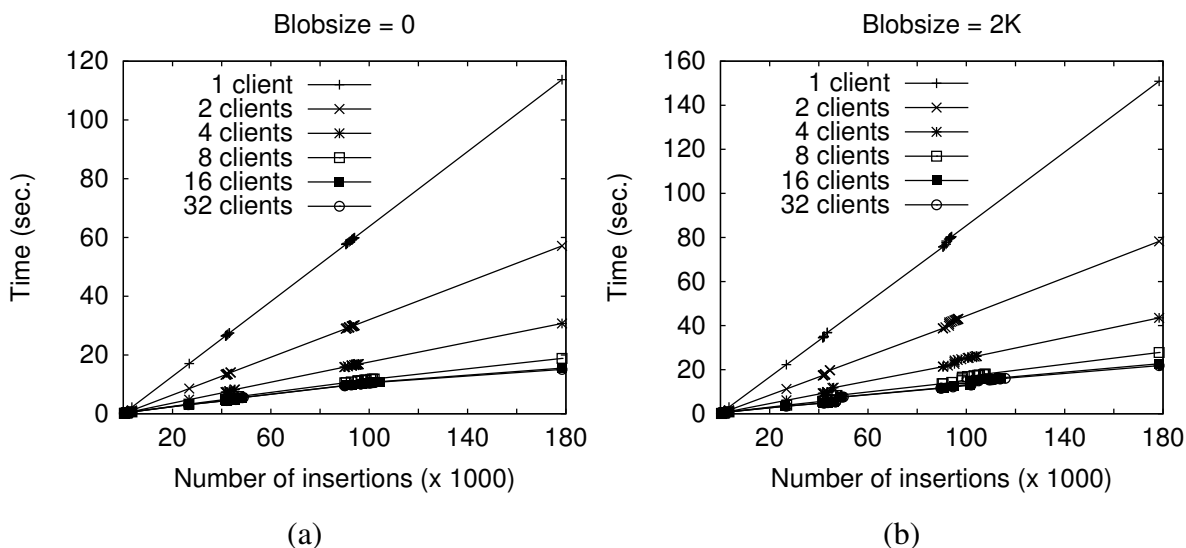 Blobsize = 0
120
100
80
60
40
20
0
Time (sec.)
1 client
2 clients
4 clients
8 clients
16 clients
32 clients
20 60 100 140 180
Number of insertions (x 1000)
(a)
Blobsize = 2K
160
140
120
100
80
60
40
20
0
Time (sec.)
1 client
2 clients
4 clients
8 clients
16 clients
32 clients
20 60 100 140 180
Number of insertions (x 1000)
(b)